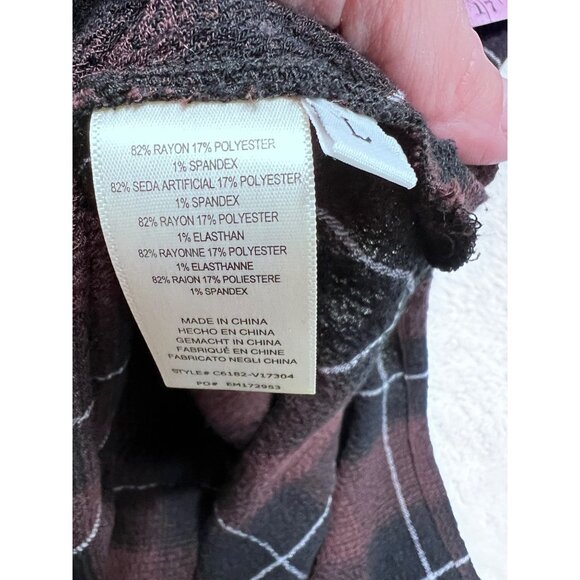 82% RAYON 17% POLYESTER
1% SPANDEX
82% SEDA ARTIFICIAL 17% POLYESTER
1% SPANDEX
82% RAYON 17% POLYESTER
1% ELASTHAN
82% RAYONNE 17% POLYESTER
1% ELASTHANNE
82% RAION 17% POLIESTERE
1% SPANDEX
MADE IN CHINA
HECHO EN CHINA
GEMACHT IN CHINA
FABRIQUÉ EN CHINE
FABRICATO NEGLI CHINA
STYLE# C6182-V17304
PO# EM172953
L